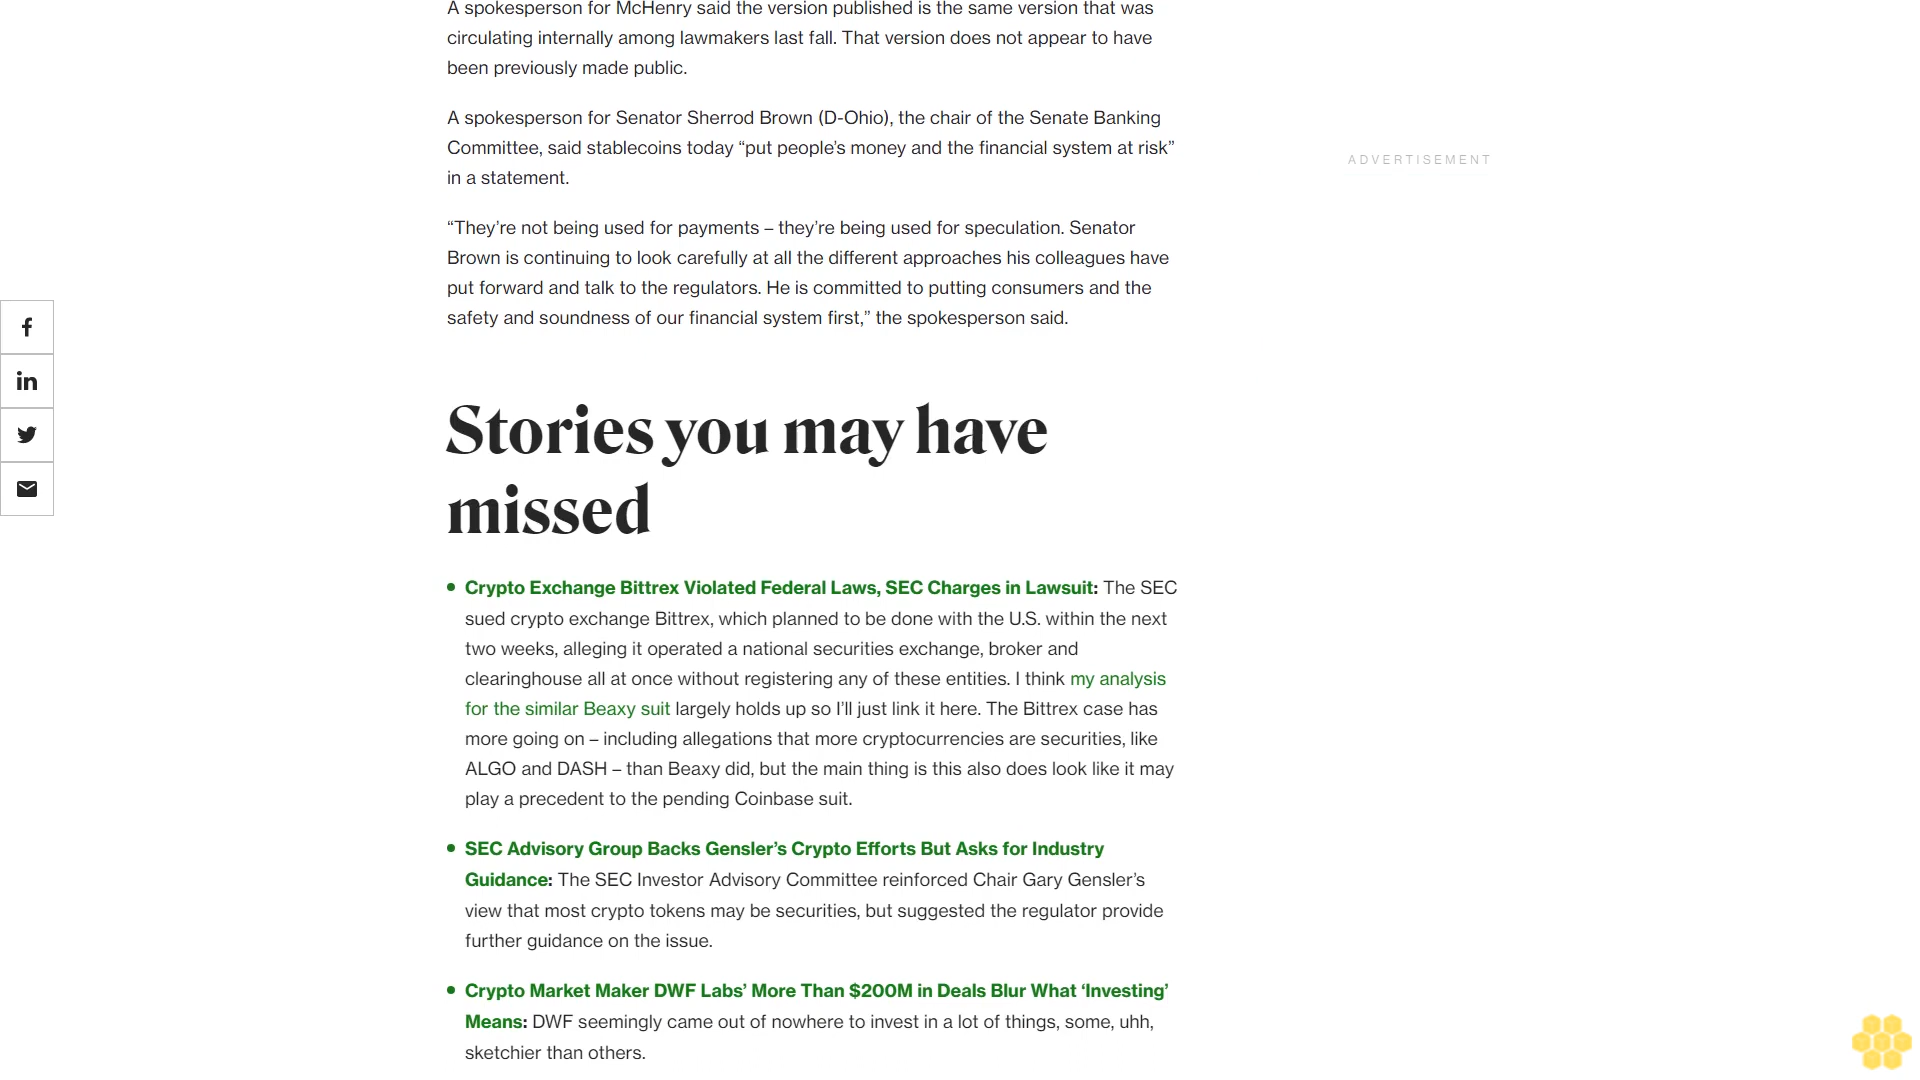 A spokesperson for McHenry said the version published is the same version that was
circulating internally among lawmakers last fall. That version does not appear to have
been previously made public.
A spokesperson for Senator Sherrod Brown (D-Ohio), the chair of the Senate Banking
Committee, said stablecoins today “put people’s money and the financial system at risk”
in a statement.
ADVERTISEMENT
“They’re not being used for payments – they’re being used for speculation. Senator
Brown is continuing to look carefully at all the different approaches his colleagues have
put forward and talk to the regulators. He is committed to putting consumers and the
safety and soundness of our financial system first,” the spokesperson said.
Stories you may have
missed
Crypto Exchange Bittrex Violated Federal Laws, SEC Charges in Lawsuit: The SEC
sued crypto exchange Bittrex, which planned to be done with the U.S. within the next
two weeks, alleging it operated a national securities exchange, broker and
clearinghouse all at once without registering any of these entities. I think my analysis
for the similar Beaxy suit largely holds up so I’ll just link it here. The Bittrex case has
more going on – including allegations that more cryptocurrencies are securities, like
ALGO and DASH – than Beaxy did, but the main thing is this also does look like it may
play a precedent to the pending Coinbase suit.
SEC Advisory Group Backs Gensler’s Crypto Efforts But Asks for Industry
Guidance: The SEC Investor Advisory Committee reinforced Chair Gary Gensler’s
view that most crypto tokens may be securities, but suggested the regulator provide
further guidance on the issue.
Crypto Market Maker DWF Labs’ More Than $200M in Deals Blur What ‘Investing’
Means: DWF seemingly came out of nowhere to invest in a lot of things, some, uhh,
sketchier than others.